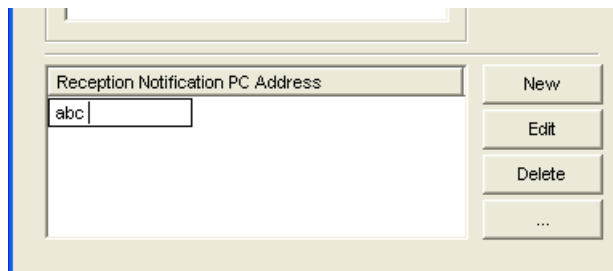 Reception Notification PC Address
New
abc
Edit
Delete
...